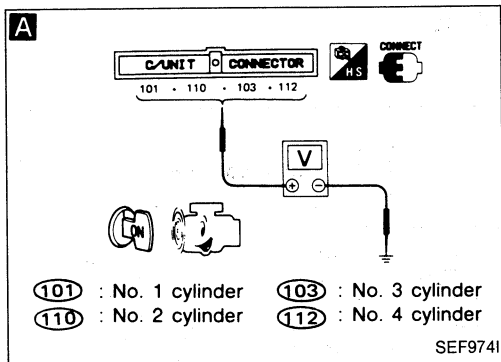 A
C/UNIT CONNECTOR
CONNECT
H S
101 · 110 · 103 · 112
V
+ −
ON
101 : No. 1 cylinder 103 : No. 3 cylinder
110 : No. 2 cylinder 112 : No. 4 cylinder
SEF974I